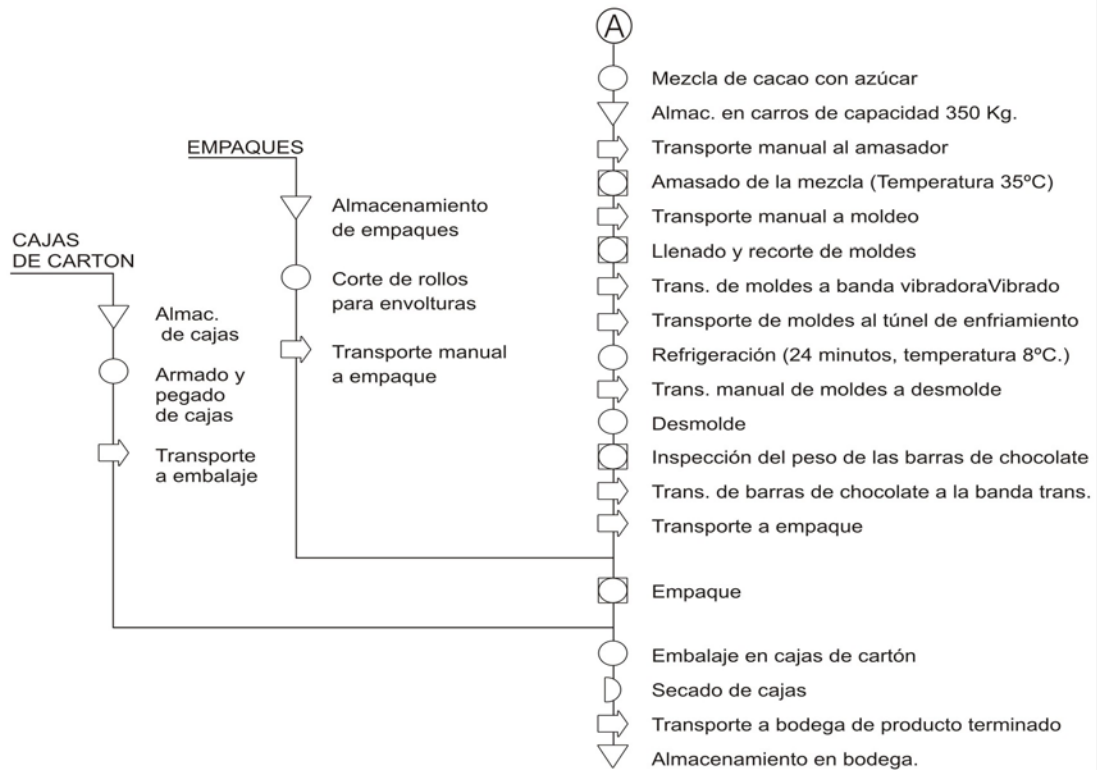 A
Mezcla de cacao con azúcar
Almac. en carros de capacidad 350 Kg.
Transporte manual al amasador
Amasado de la mezcla (Temperatura 35ºC)
Transporte manual a moldeo
Llenado y recorte de moldes
Trans. de moldes a banda vibradoraVibrado
Transporte de moldes al túnel de enfriamiento
Refrigeración (24 minutos, temperatura 8ºC.)
Trans. manual de moldes a desmolde
Desmolde
Inspección del peso de las barras de chocolate
Trans. de barras de chocolate a la banda trans.
Transporte a empaque
EMPAQUES
Almacenamiento
de empaques
Corte de rollos
para envolturas
Transporte manual
a empaque
CAJAS
DE CARTON
Almac.
de cajas
Armado y
pegado
de cajas
Transporte
a embalaje
Empaque
Embalaje en cajas de cartón
Secado de cajas
Transporte a bodega de producto terminado
Almacenamiento en bodega.